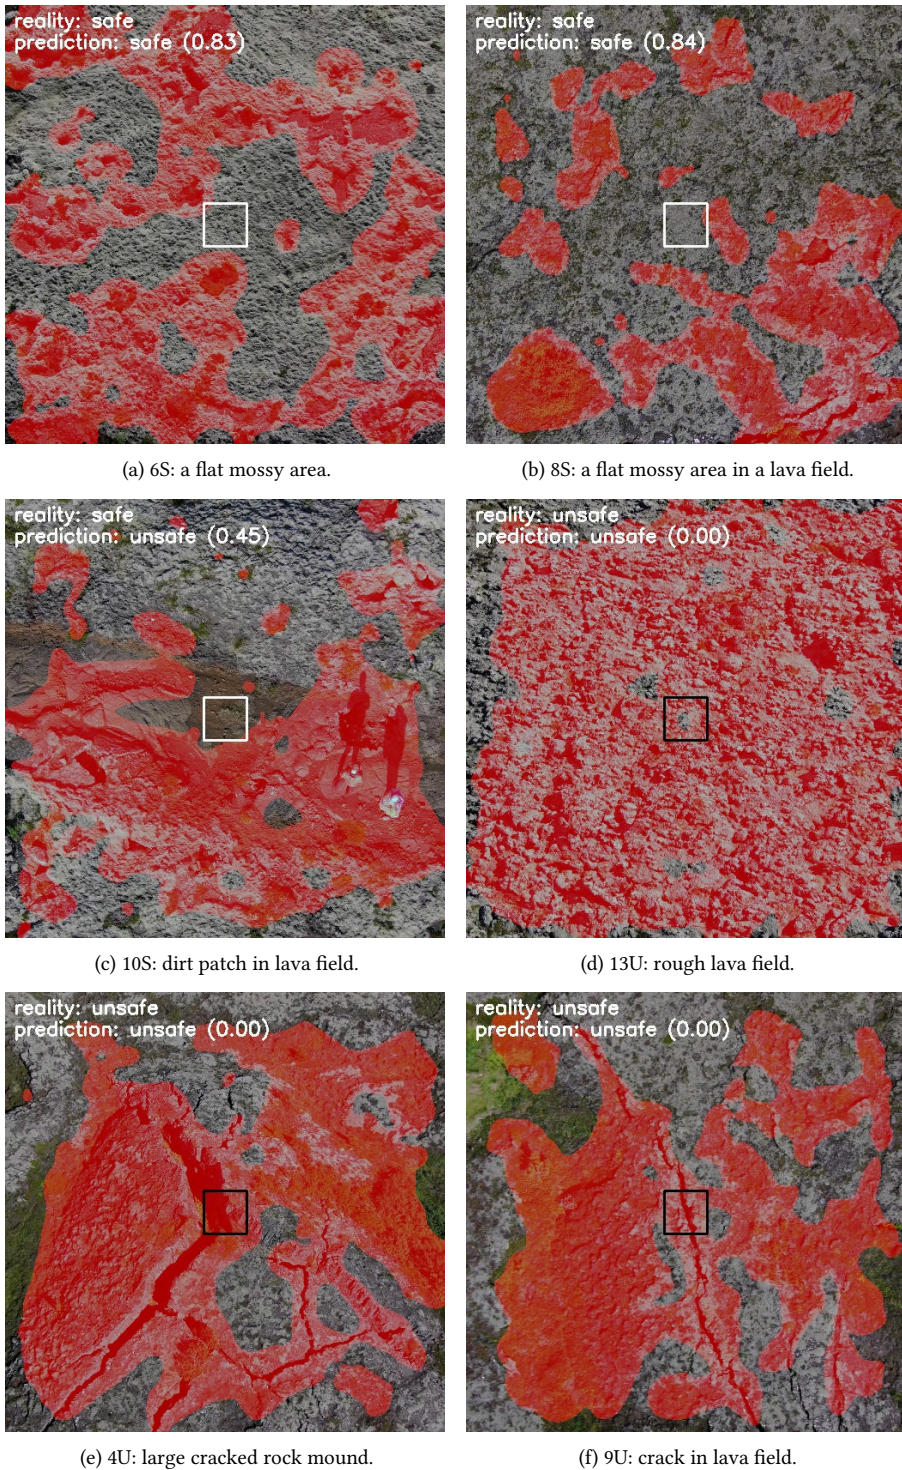 reality: safe
prediction: safe (0.83)
reality: safe
prediction: safe (0.84)
(a) 6S: a flat mossy area.
(b) 8S: a flat mossy area in a lava field.
reality: safe
prediction: unsafe (0.45)
reality: unsafe
prediction: unsafe (0.00)
(c) 10S: dirt patch in lava field.
(d) 13U: rough lava field.
reality: unsafe
prediction: unsafe (0.00)
reality: unsafe
prediction: unsafe (0.00)
(e) 4U: large cracked rock mound.
(f) 9U: crack in lava field.